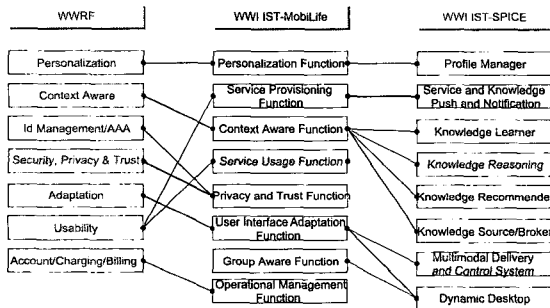 WWRF
WWI IST-MobiLife
WWI IST-SPICE
Personalization
Personalization Function
Profile Manager
Context Aware
Service Provisioning
Function
Service and Knowledge
Push and Notification
Id Management/AAA
Context Aware Function
Knowledge Learner
Security, Privacy & Trust
Service Usage Function
Knowledge Reasoning
Adaptation
Privacy and Trust Function
Knowledge Recommende
Usability
User Interface Adaptation
Function
Knowledge Source/Broker
Account/Charging/Billing
Group Aware Function
Multimodal Delivery
and Control System
Operational Management
Function
Dynamic Desktop